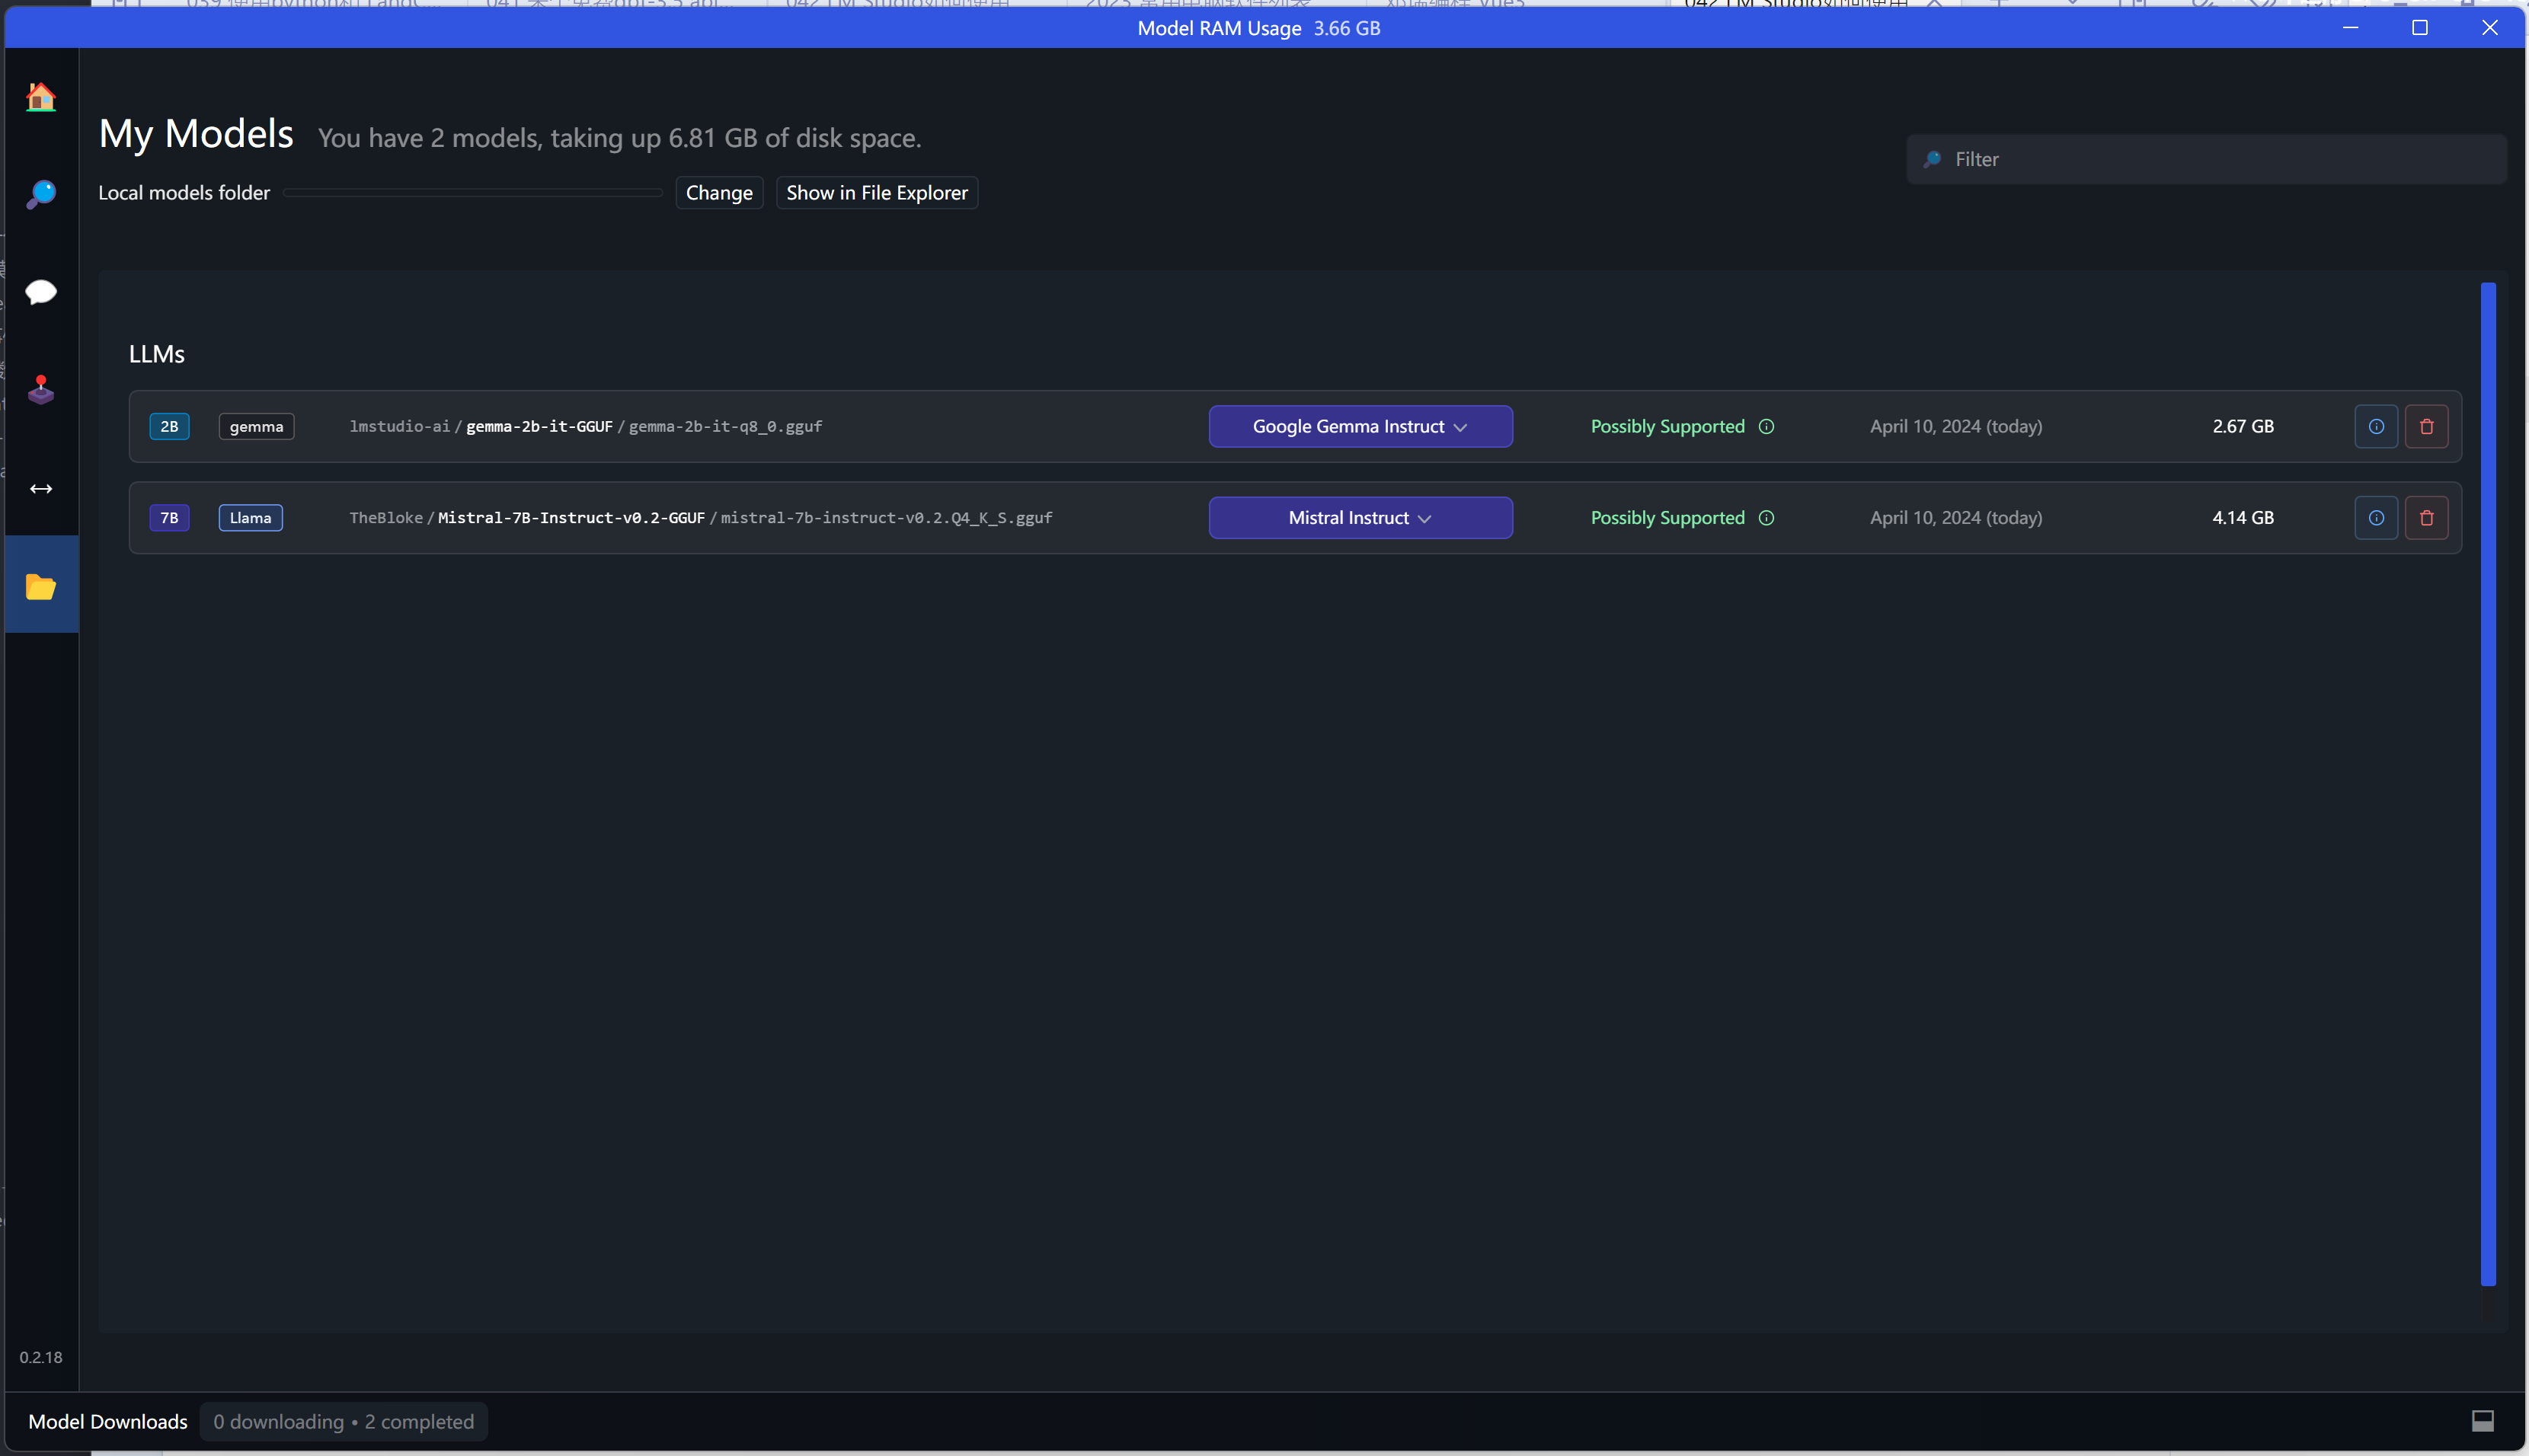 Model RAM Usage 3.66 GB
My Models You have 2 models, taking up 6.81 GB of disk space.
Filter
Local models folder Change Show in File Explorer
LLMs
2B gemma lmstudio-ai/gemma-2b-it-GGUF/gemma-2b-it-q8_0.gguf Google Gemma Instruct Possibly Supported April 10, 2024 (today) 2.67 GB
7B Llama TheBloke/Mistral-7B-Instruct-v0.2-GGUF/mistral-7b-instruct-v0.2.Q4_K_S.gguf Mistral Instruct Possibly Supported April 10, 2024 (today) 4.14 GB
0.2.18
Model Downloads 0 downloading • 2 completed